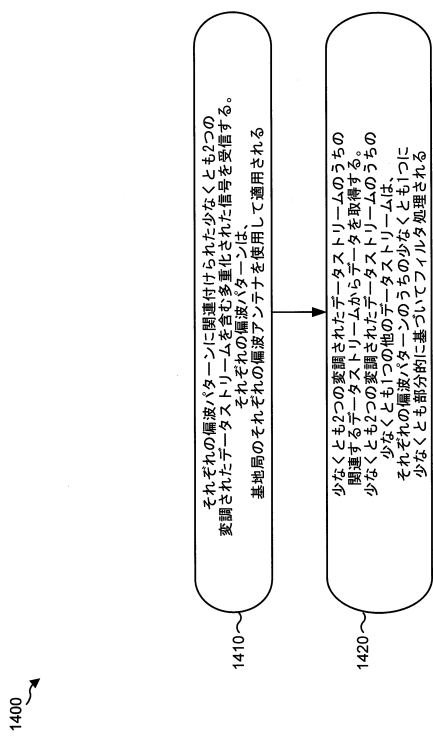 1400
1410
それぞれの偏波パターンに関連付けられた少なくとも2つの
変調されたデータストリームを含む多重化された信号を受信する。
それぞれの偏波パターンは、
基地局のそれぞれの偏波アンテナを使用して適用される
1420
少なくとも2つの変調されたデータストリームのうちの
関連するデータストリームからデータを取得する。
少なくとも2つの変調されたデータストリームのうちの
少なくとも1つの他のデータストリームは、
それぞれの偏波パターンのうちの少なくとも1つに
少なくとも部分的に基づいてフィルタ処理される